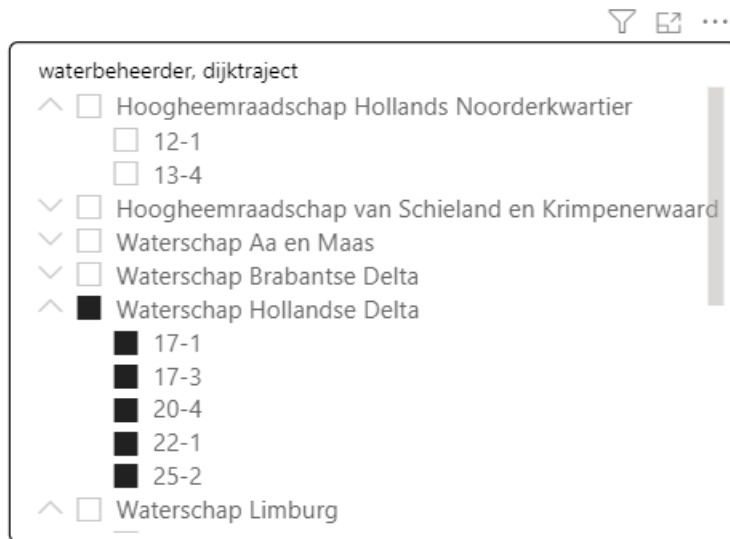 waterbeheerder, dijktraject
Hoogheemraadschap Hollands Noorderkwartier
12-1
13-4
Hoogheemraadschap van Schieland en Krimpenerwaard
Waterschap Aa en Maas
Waterschap Brabantse Delta
Waterschap Hollandse Delta
17-1
17-3
20-4
22-1
25-2
Waterschap Limburg